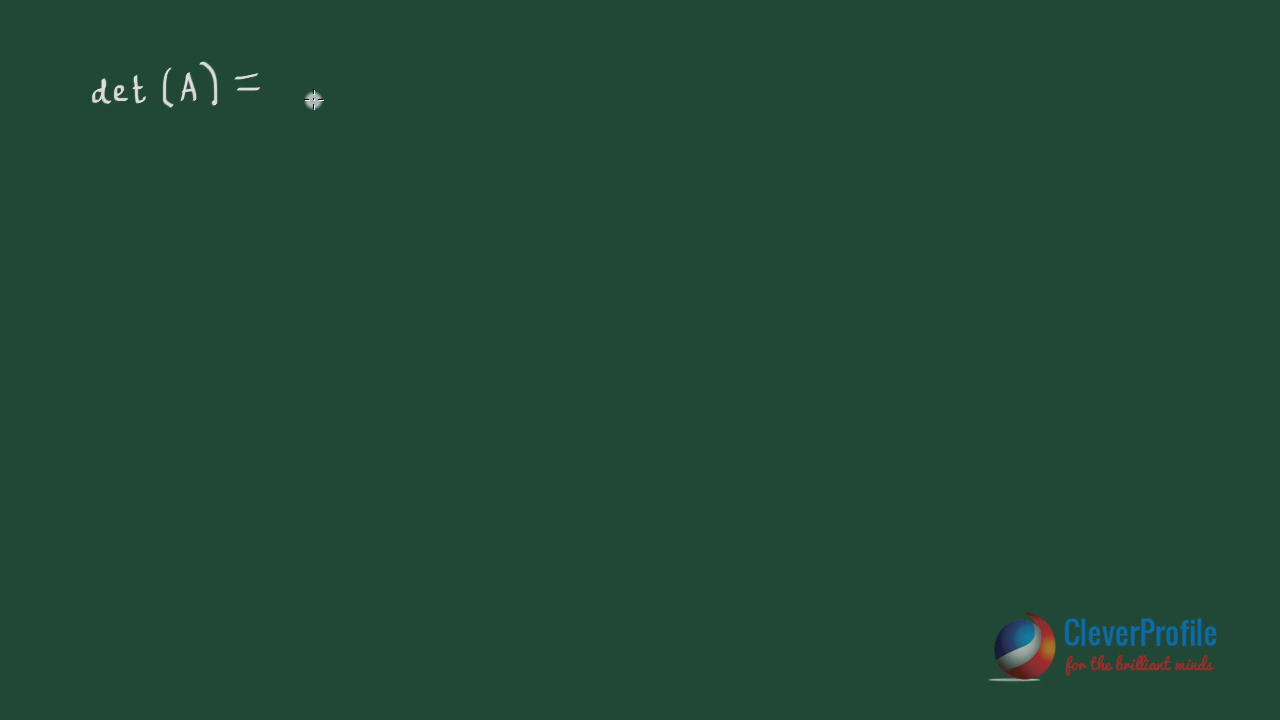 det (A) =
CleverProfile
for the brilliant minds